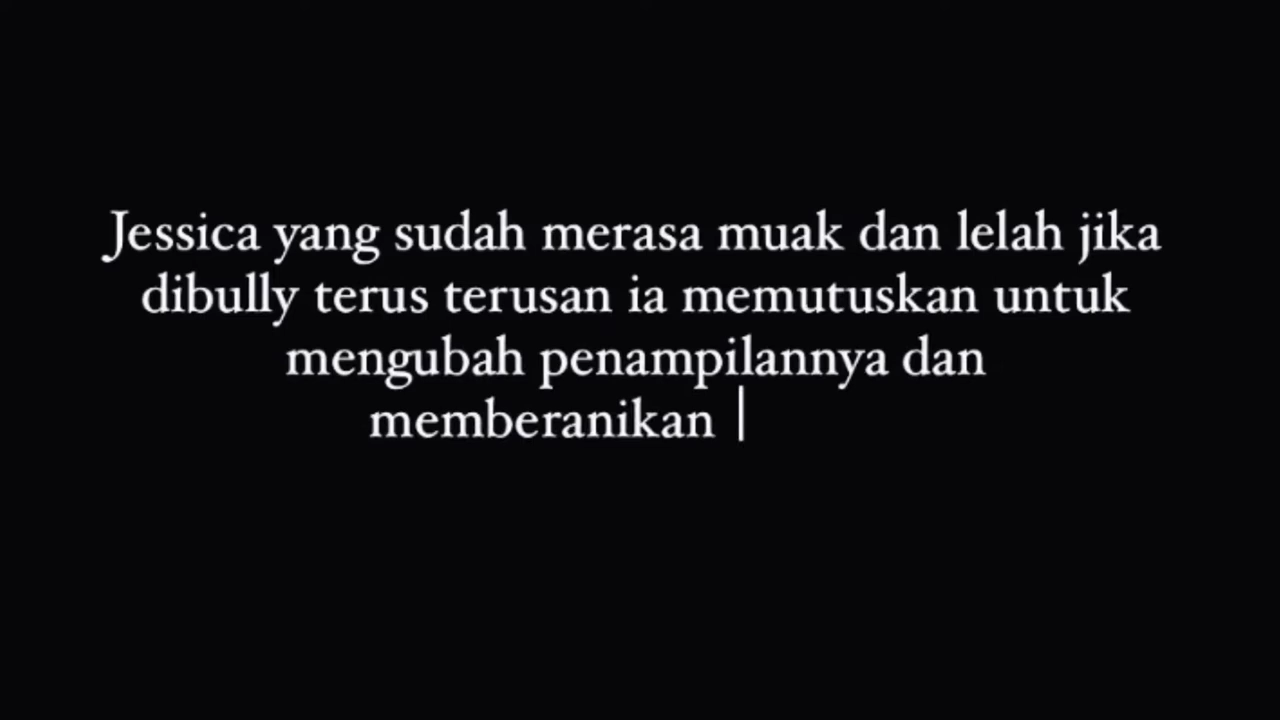 Jessica yang sudah merasa muak dan lelah jika
dibully terus terusan ia memutuskan untuk
mengubah penampilannya dan
memberanikan